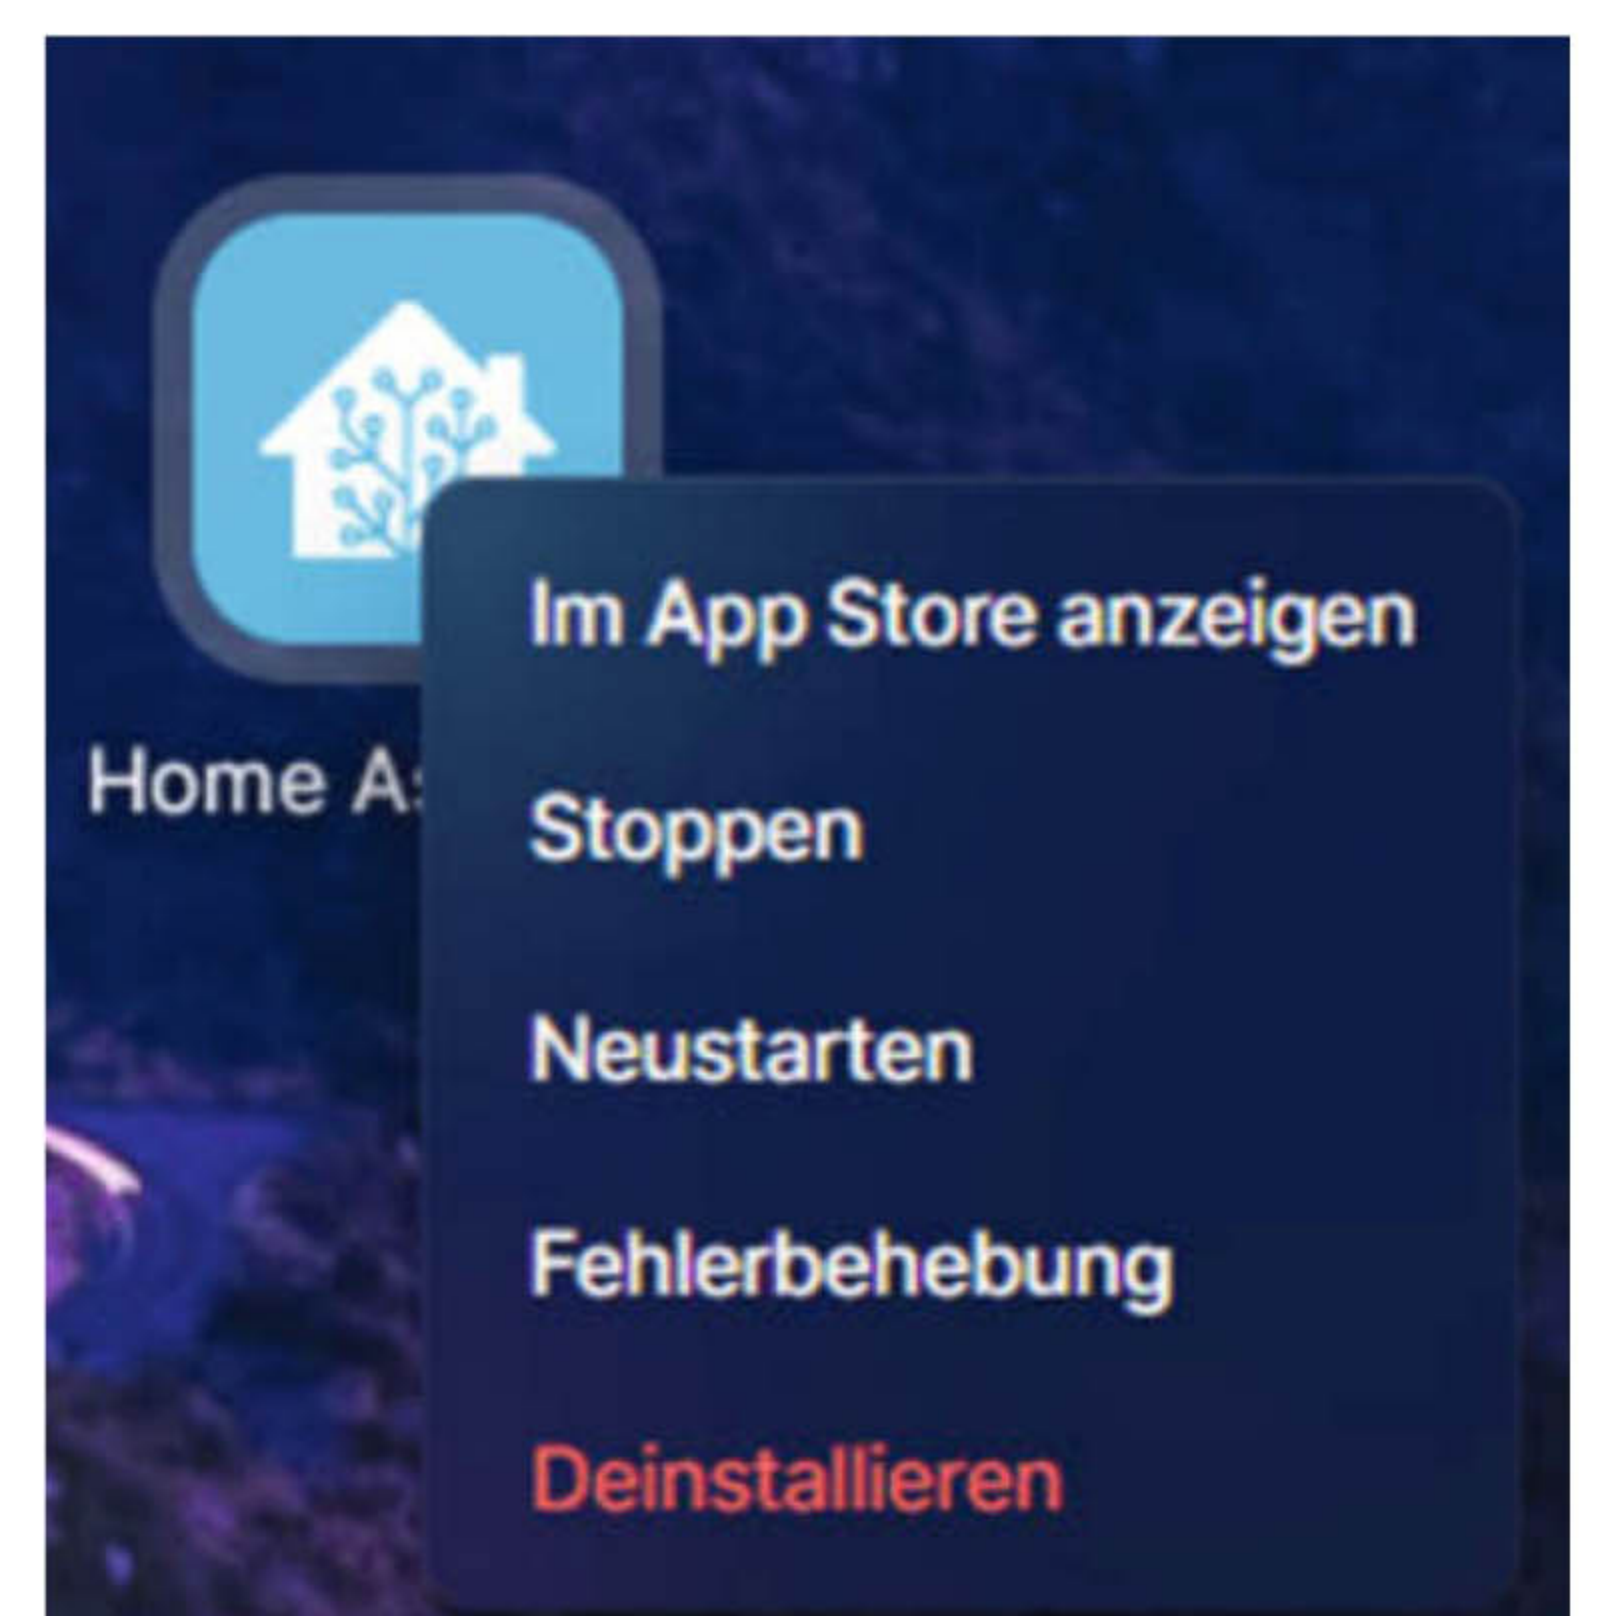 Home As
Im App Store anzeigen
Stoppen
Neustarten
Fehlerbehebung
Deinstallieren